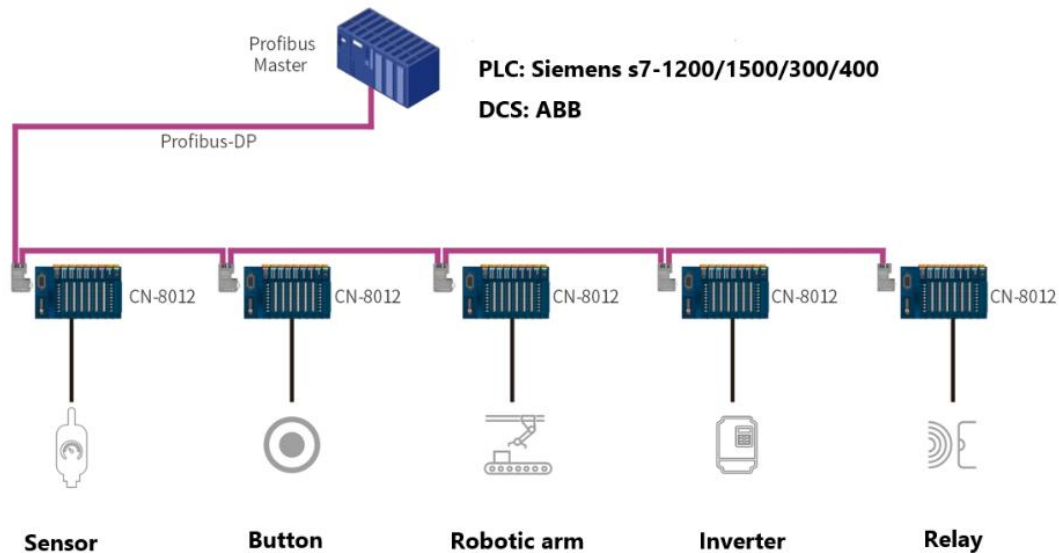 Profibus
Master
PLC: Siemens s7-1200/1500/300/400
DCS: ABB
Profibus-DP
CN-8012
CN-8012
CN-8012
CN-8012
CN-8012
Sensor
Button
Robotic arm
Inverter
Relay